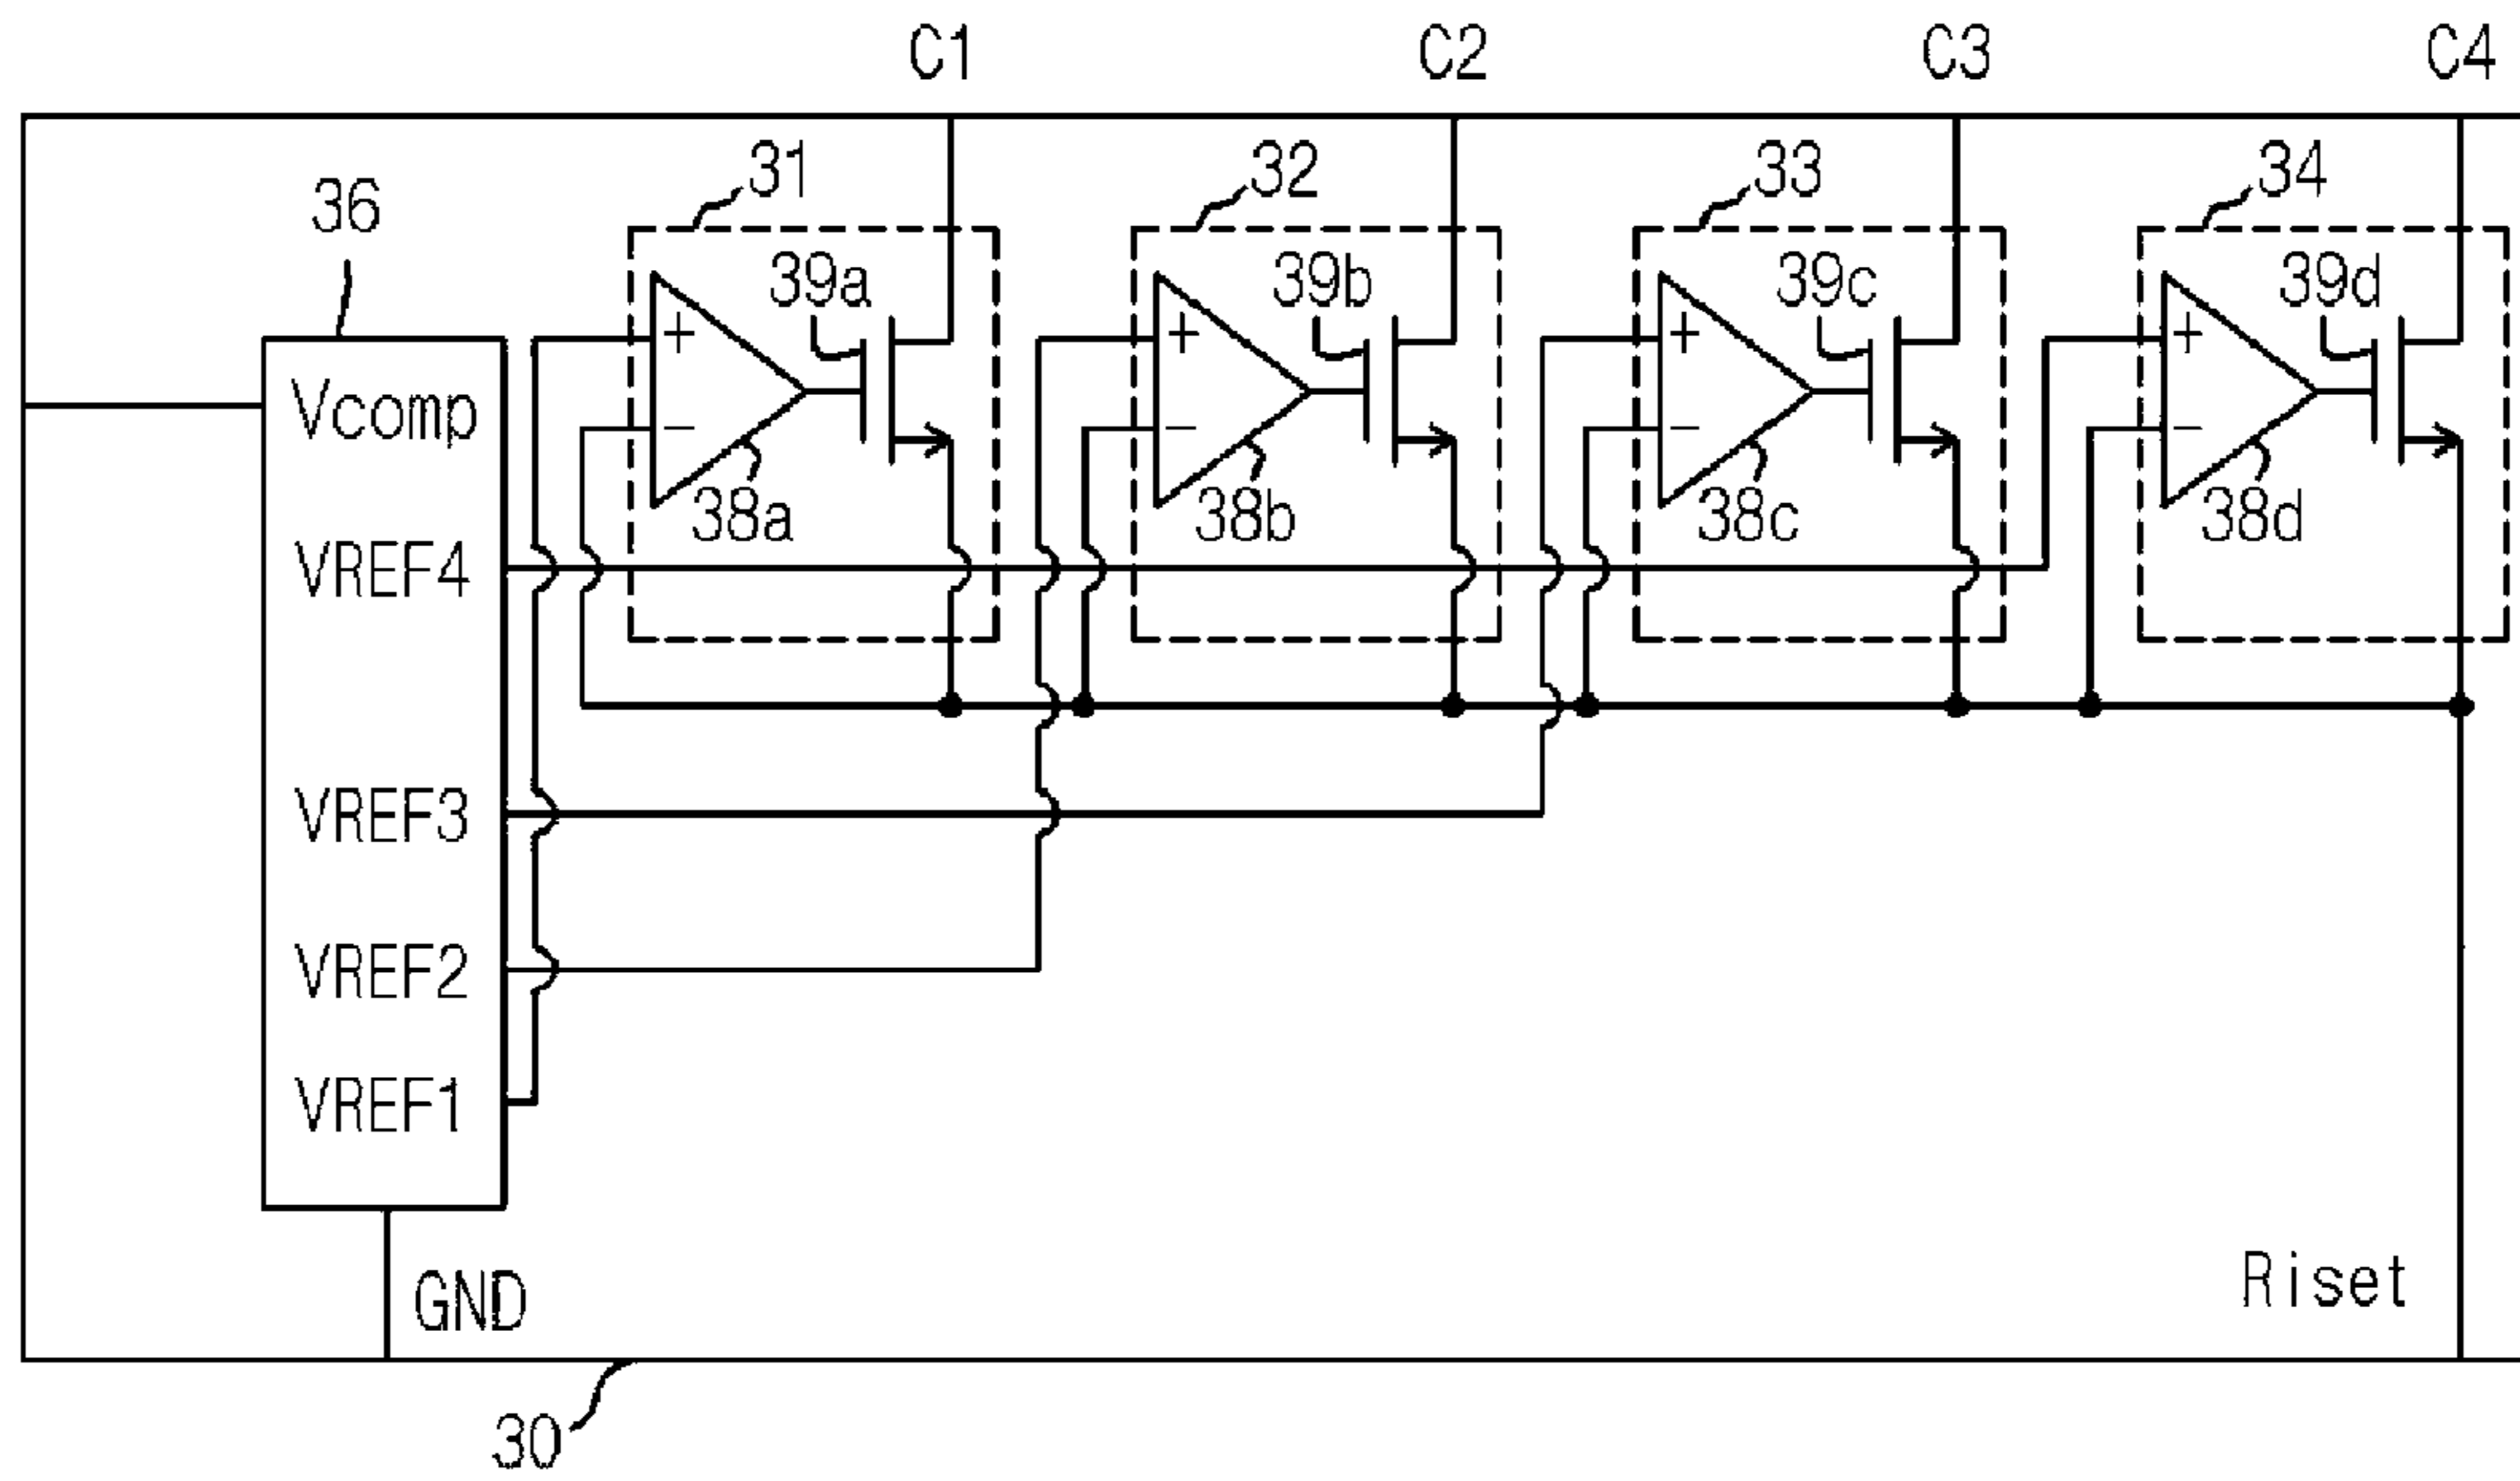 C1 C2 C3 C4
31 32 33 34
36
39a 39b 39c 39d
+ + + +
Vcomp
- - - -
38a 38b 38c 38d
VREF4
VREF3
VREF2
VREF1
GND
Riset
30